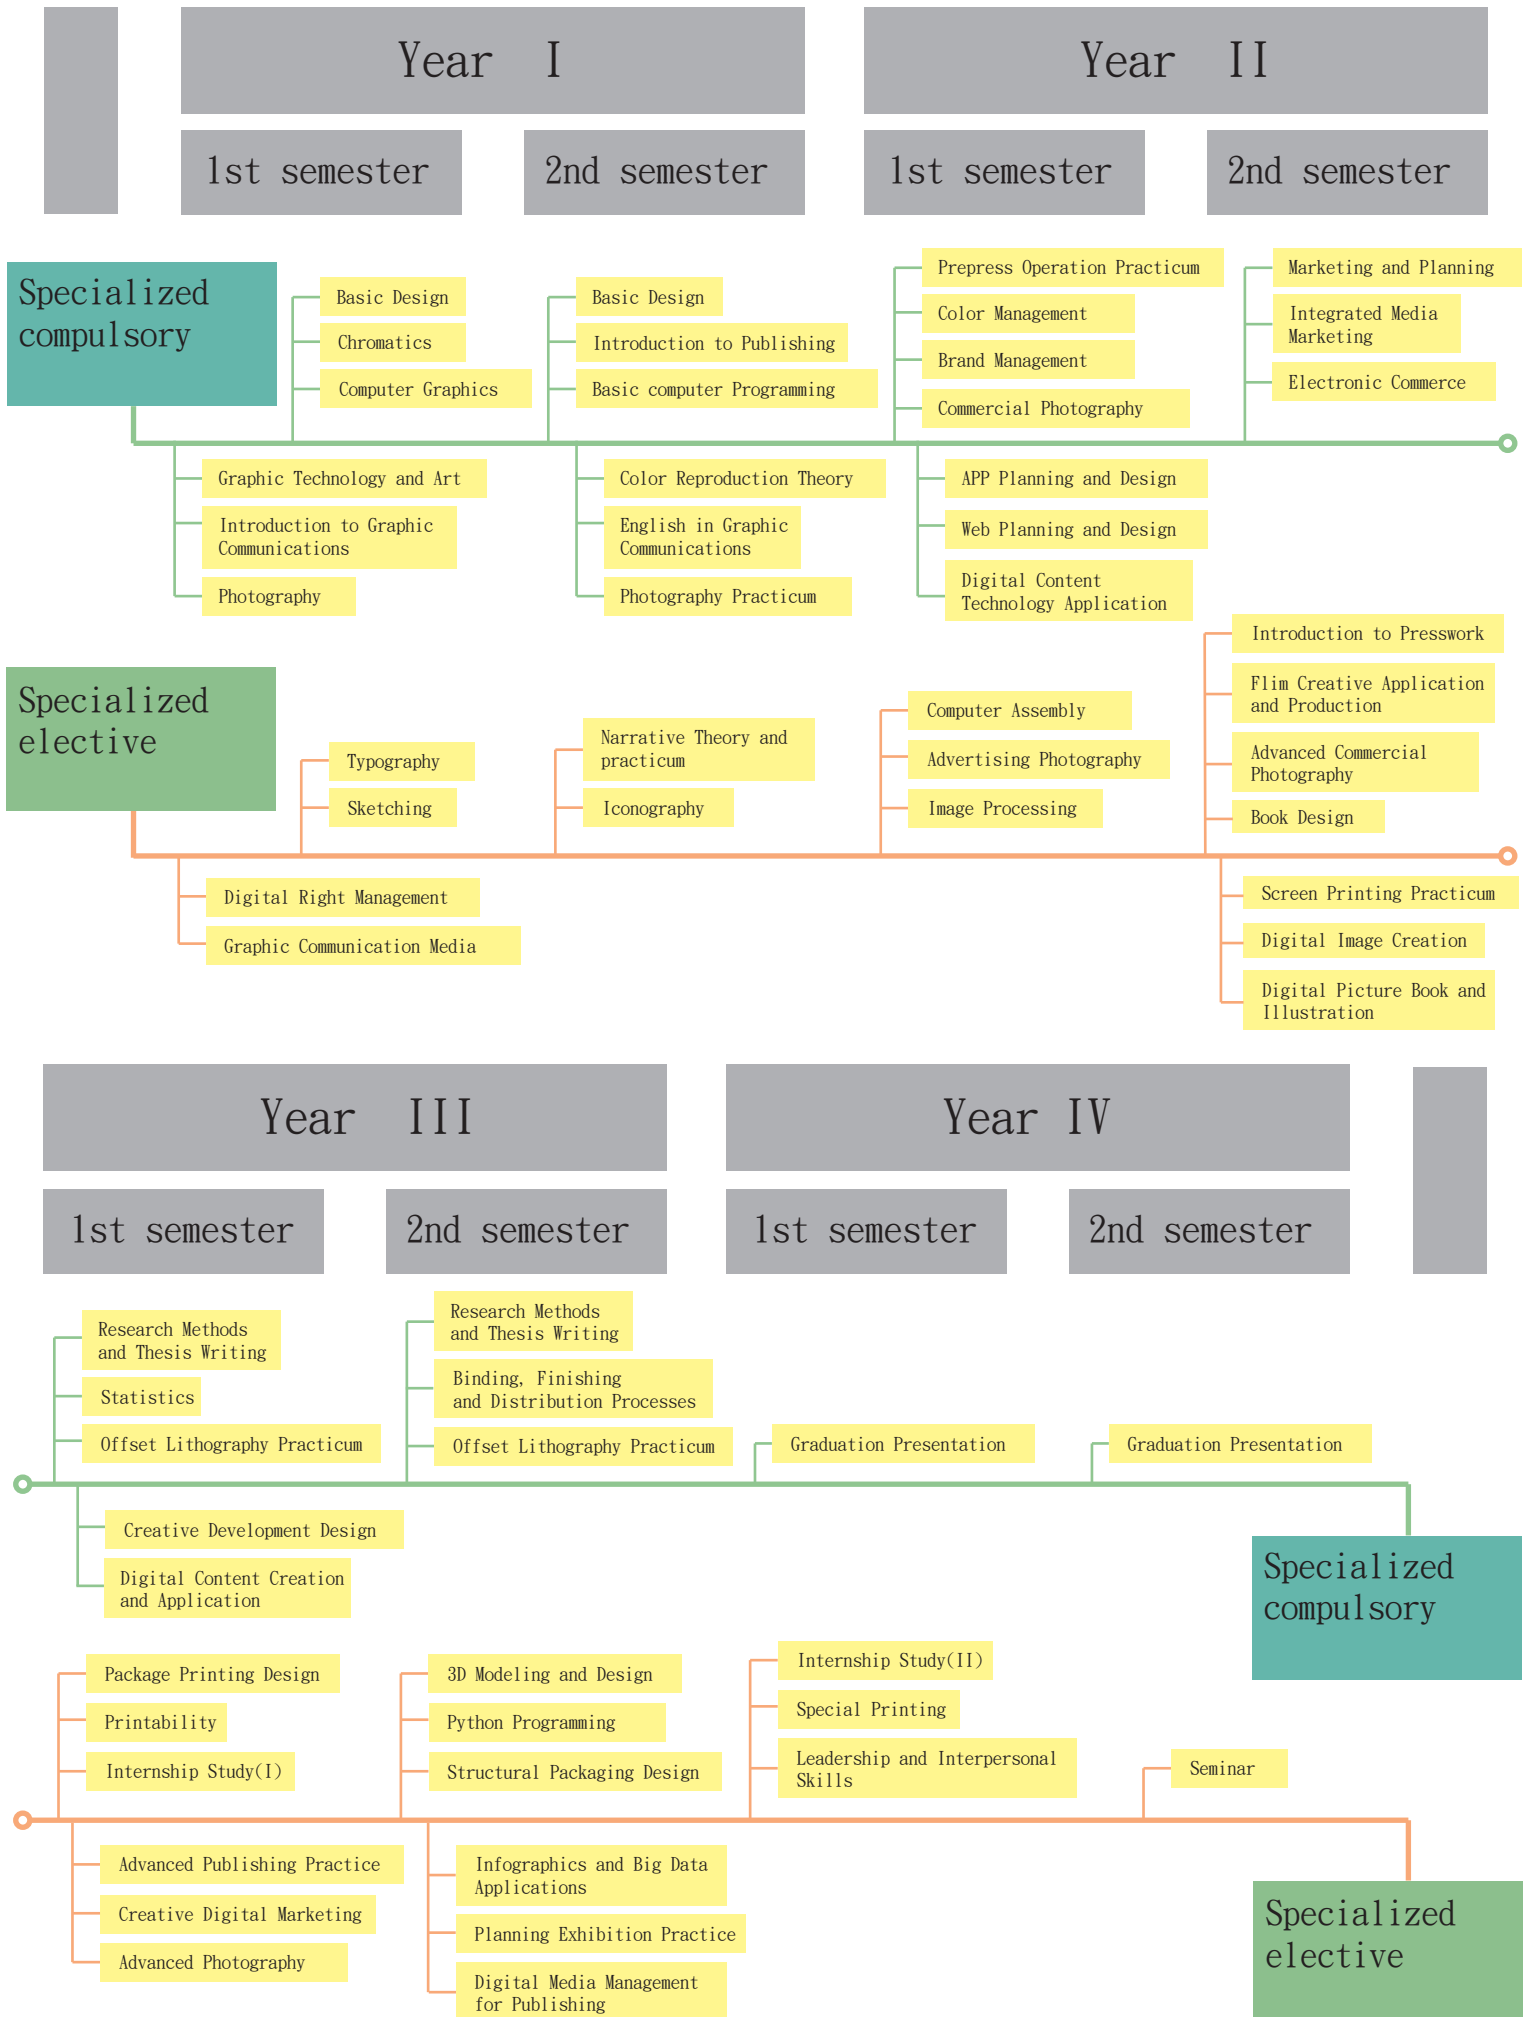 Year I
Year II
1st semester
2nd semester
1st semester
2nd semester
Specialized
compulsory
Basic Design
Chromatics
Computer Graphics
Basic Design
Introduction to Publishing
Basic computer Programming
Prepress Operation Practicum
Color Management
Brand Management
Commercial Photography
Marketing and Planning
Integrated Media
Marketing
Electronic Commerce
Graphic Technology and Art
Introduction to Graphic
Communications
Photography
Color Reproduction Theory
English in Graphic
Communications
Photography Practicum
APP Planning and Design
Web Planning and Design
Digital Content
Technology Application
Specialized
elective
Typography
Sketching
Narrative Theory and
practicum
Iconography
Computer Assembly
Advertising Photography
Image Processing
Introduction to Presswork
Flim Creative Application
and Production
Advanced Commercial
Photography
Book Design
Digital Right Management
Graphic Communication Media
Screen Printing Practicum
Digital Image Creation
Digital Picture Book and
Illustration
Year III
Year IV
1st semester
2nd semester
1st semester
2nd semester
Research Methods
and Thesis Writing
Statistics
Offset Lithography Practicum
Research Methods
and Thesis Writing
Binding, Finishing
and Distribution Processes
Offset Lithography Practicum
Graduation Presentation
Graduation Presentation
Creative Development Design
Digital Content Creation
and Application
Specialized
compulsory
Package Printing Design
Printability
Internship Study(I)
3D Modeling and Design
Python Programming
Structural Packaging Design
Internship Study(II)
Special Printing
Leadership and Interpersonal
Skills
Seminar
Advanced Publishing Practice
Creative Digital Marketing
Advanced Photography
Infographics and Big Data
Applications
Planning Exhibition Practice
Digital Media Management
for Publishing
Specialized
elective